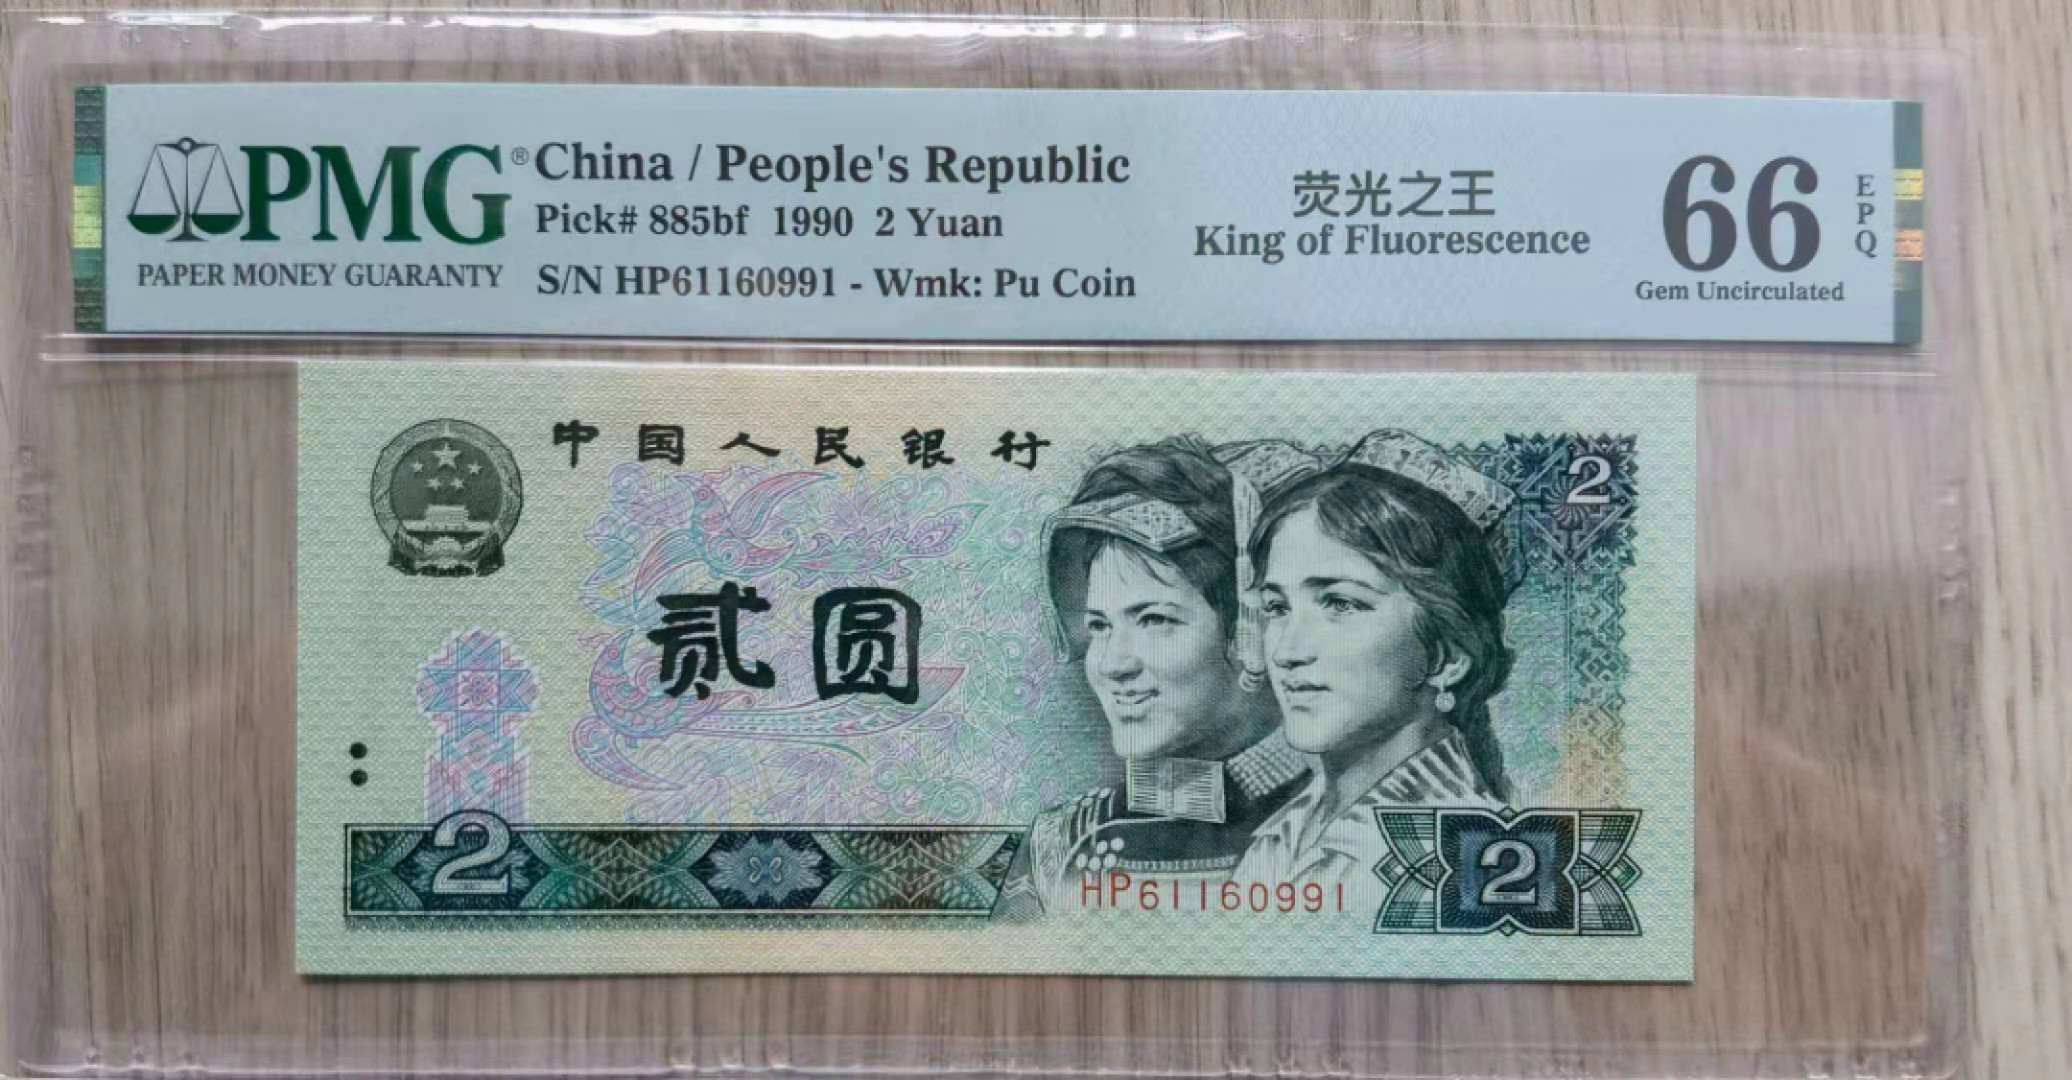 PMG®
PAPER MONEY GUARANTY
China / People's Republic
Pick# 885bf 1990 2 Yuan
S/N HP61160991 - Wmk: Pu Coin
荧光之王
King of Fluorescence
66
EPQ
Gem Uncirculated
中国人民银行
2
贰圆
2
HP61160991
2